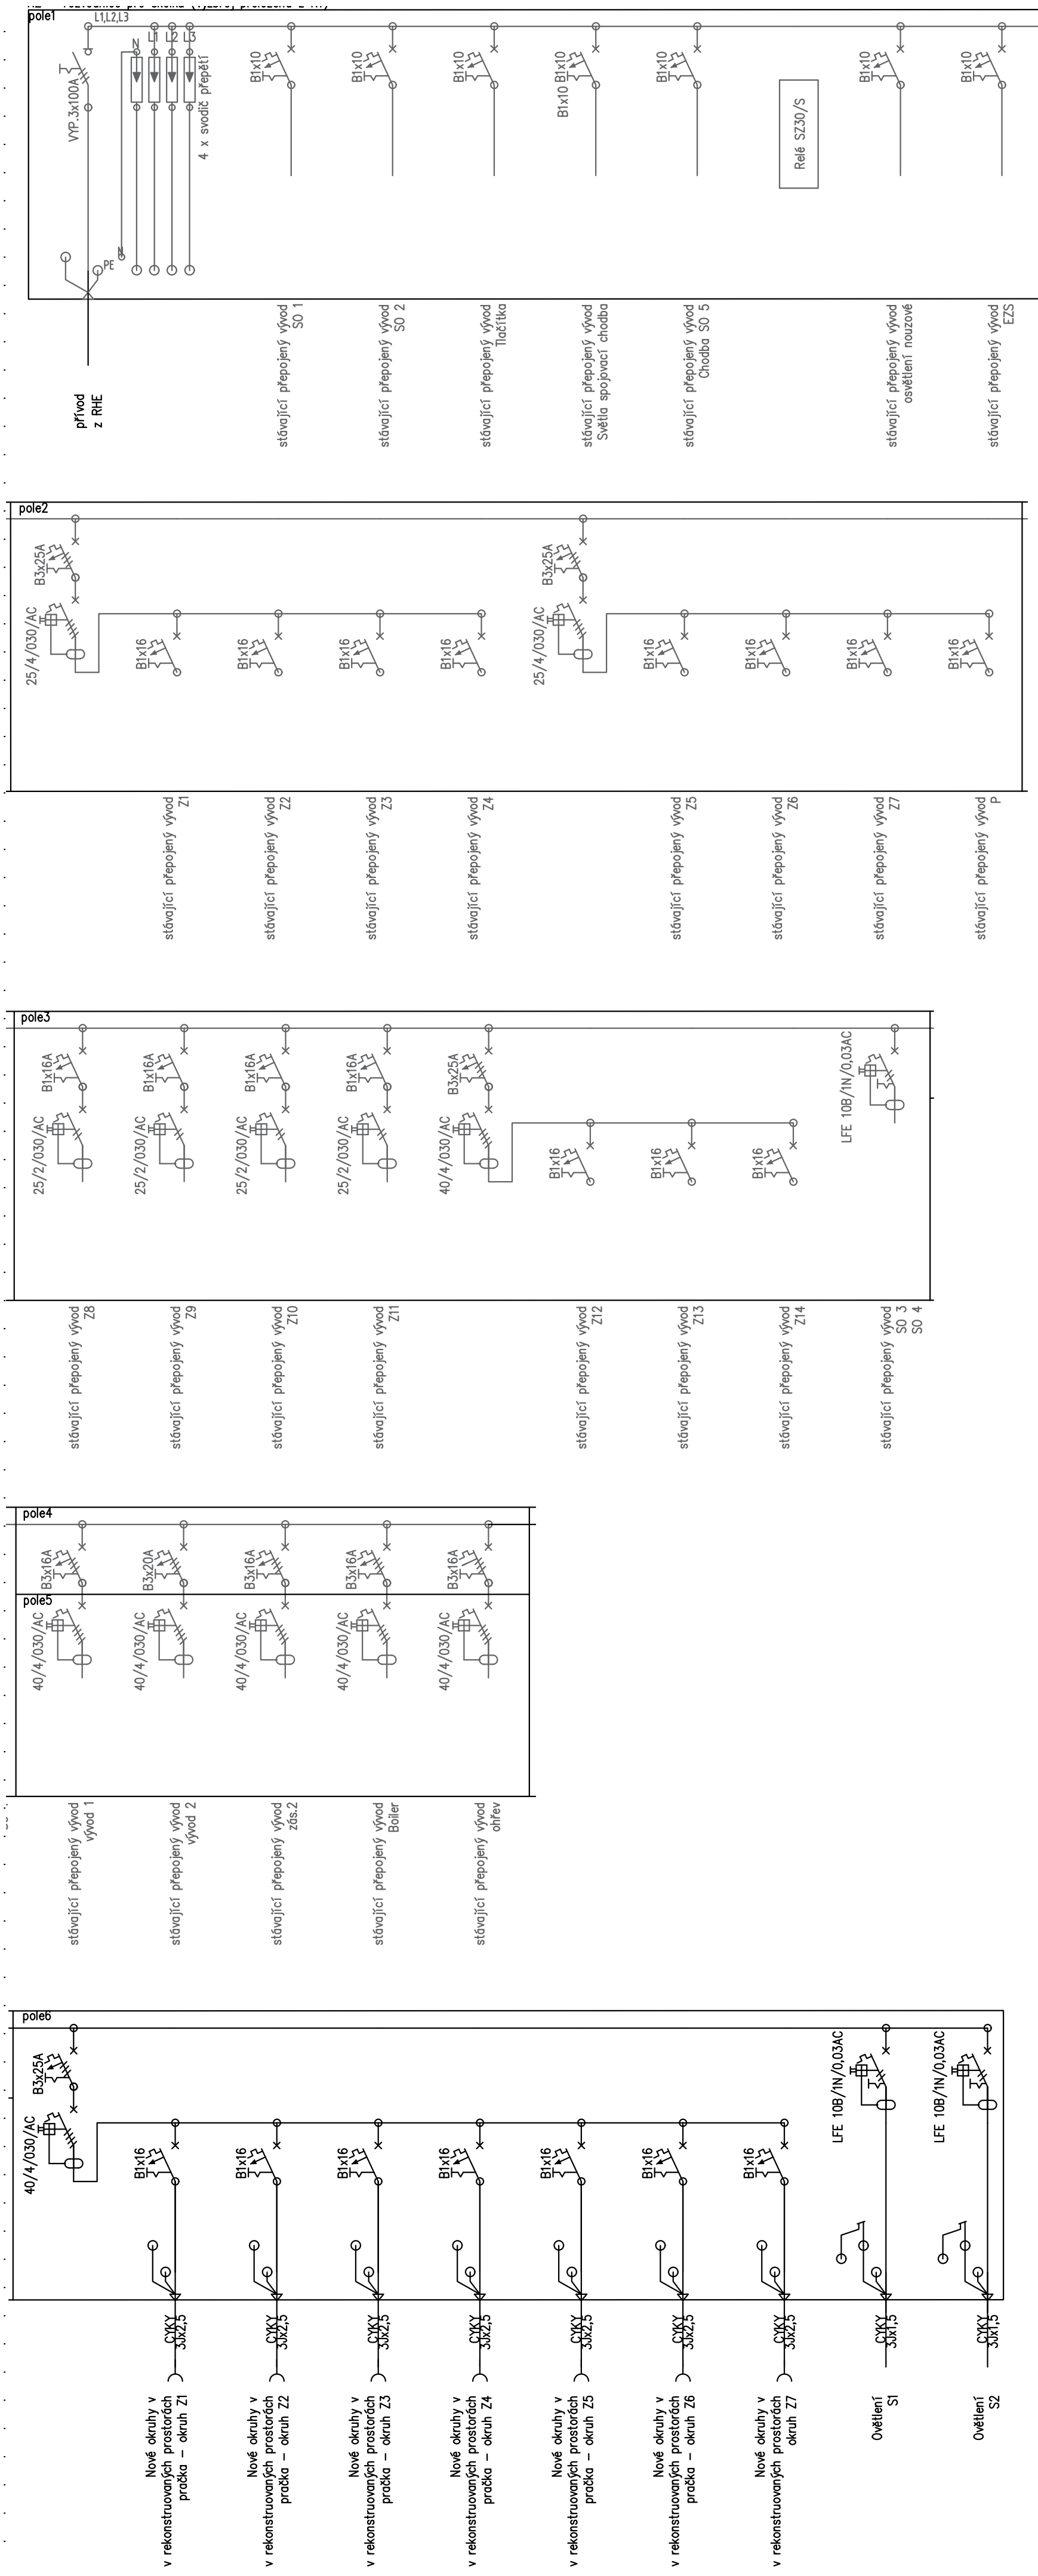 pole1
L1,L2,L3
N
L1
L2
L3
VYP.3x100A
4 x svodič přepětí
N
PE
B1x10
B1x10
B1x10
B1x10 B1x10
B1x10
Relé SZ30/S
B1x10
B1x10
přívod
z RHE
stávající přepojený vývod
SO 1
stávající přepojený vývod
SO 2
stávající přepojený vývod
Tlačítka
stávající přepojený vývod
Světla spojovací chodba
stávající přepojený vývod
Chodba SO 5
stávající přepojený vývod
osvětlení nouzové
stávající přepojený vývod
EZS
pole2
B3x25A
25/4/030/AC
B1x16
B1x16
B1x16
B1x16
B3x25A
25/4/030/AC
B1x16
B1x16
B1x16
B1x16
stávající přepojený vývod
Z1
stávající přepojený vývod
Z2
stávající přepojený vývod
Z3
stávající přepojený vývod
Z4
stávající přepojený vývod
Z5
stávající přepojený vývod
Z6
stávající přepojený vývod
Z7
stávající přepojený vývod
P
pole3
B1x16A
25/2/030/AC
B1x16A
25/2/030/AC
B1x16A
25/2/030/AC
B1x16A
25/2/030/AC
B3x25A
40/4/030/AC
B1x16
B1x16
B1x16
LFE 10B/1N/0,03AC
stávající přepojený vývod
Z8
stávající přepojený vývod
Z9
stávající přepojený vývod
Z10
stávající přepojený vývod
Z11
stávající přepojený vývod
Z12
stávající přepojený vývod
Z13
stávající přepojený vývod
Z14
stávající přepojený vývod
SO 3
SO 4
pole4
B3x16A
B3x20A
B3x16A
B3x16A
B3x16A
pole5
40/4/030/AC
40/4/030/AC
40/4/030/AC
40/4/030/AC
40/4/030/AC
stávající přepojený vývod
vývod 1
stávající přepojený vývod
vývod 2
stávající přepojený vývod
zás.2
stávající přepojený vývod
Boiler
stávající přepojený vývod
ohřev
pole6
B3x25A
40/4/030/AC
B1x16
B1x16
B1x16
B1x16
B1x16
B1x16
B1x16
LFE 10B/1N/0,03AC
LFE 10B/1N/0,03AC
CYKY
3Jx2,5
CYKY
3Jx2,5
CYKY
3Jx2,5
CYKY
3Jx2,5
CYKY
3Jx2,5
CYKY
3Jx2,5
CYKY
3Jx2,5
CYKY
3Jx1,5
CYKY
3Jx1,5
Nové okruhy v
v rekonstruovaných prostorách
pračka – okruh Z1
Nové okruhy v
v rekonstruovaných prostorách
pračka – okruh Z2
Nové okruhy v
v rekonstruovaných prostorách
pračka – okruh Z3
Nové okruhy v
v rekonstruovaných prostorách
pračka – okruh Z4
Nové okruhy v
v rekonstruovaných prostorách
pračka – okruh Z5
Nové okruhy v
v rekonstruovaných prostorách
pračka – okruh Z6
Nové okruhy v
v rekonstruovaných prostorách
okruh Z7
Ovětlení
S1
Ovětlení
S2